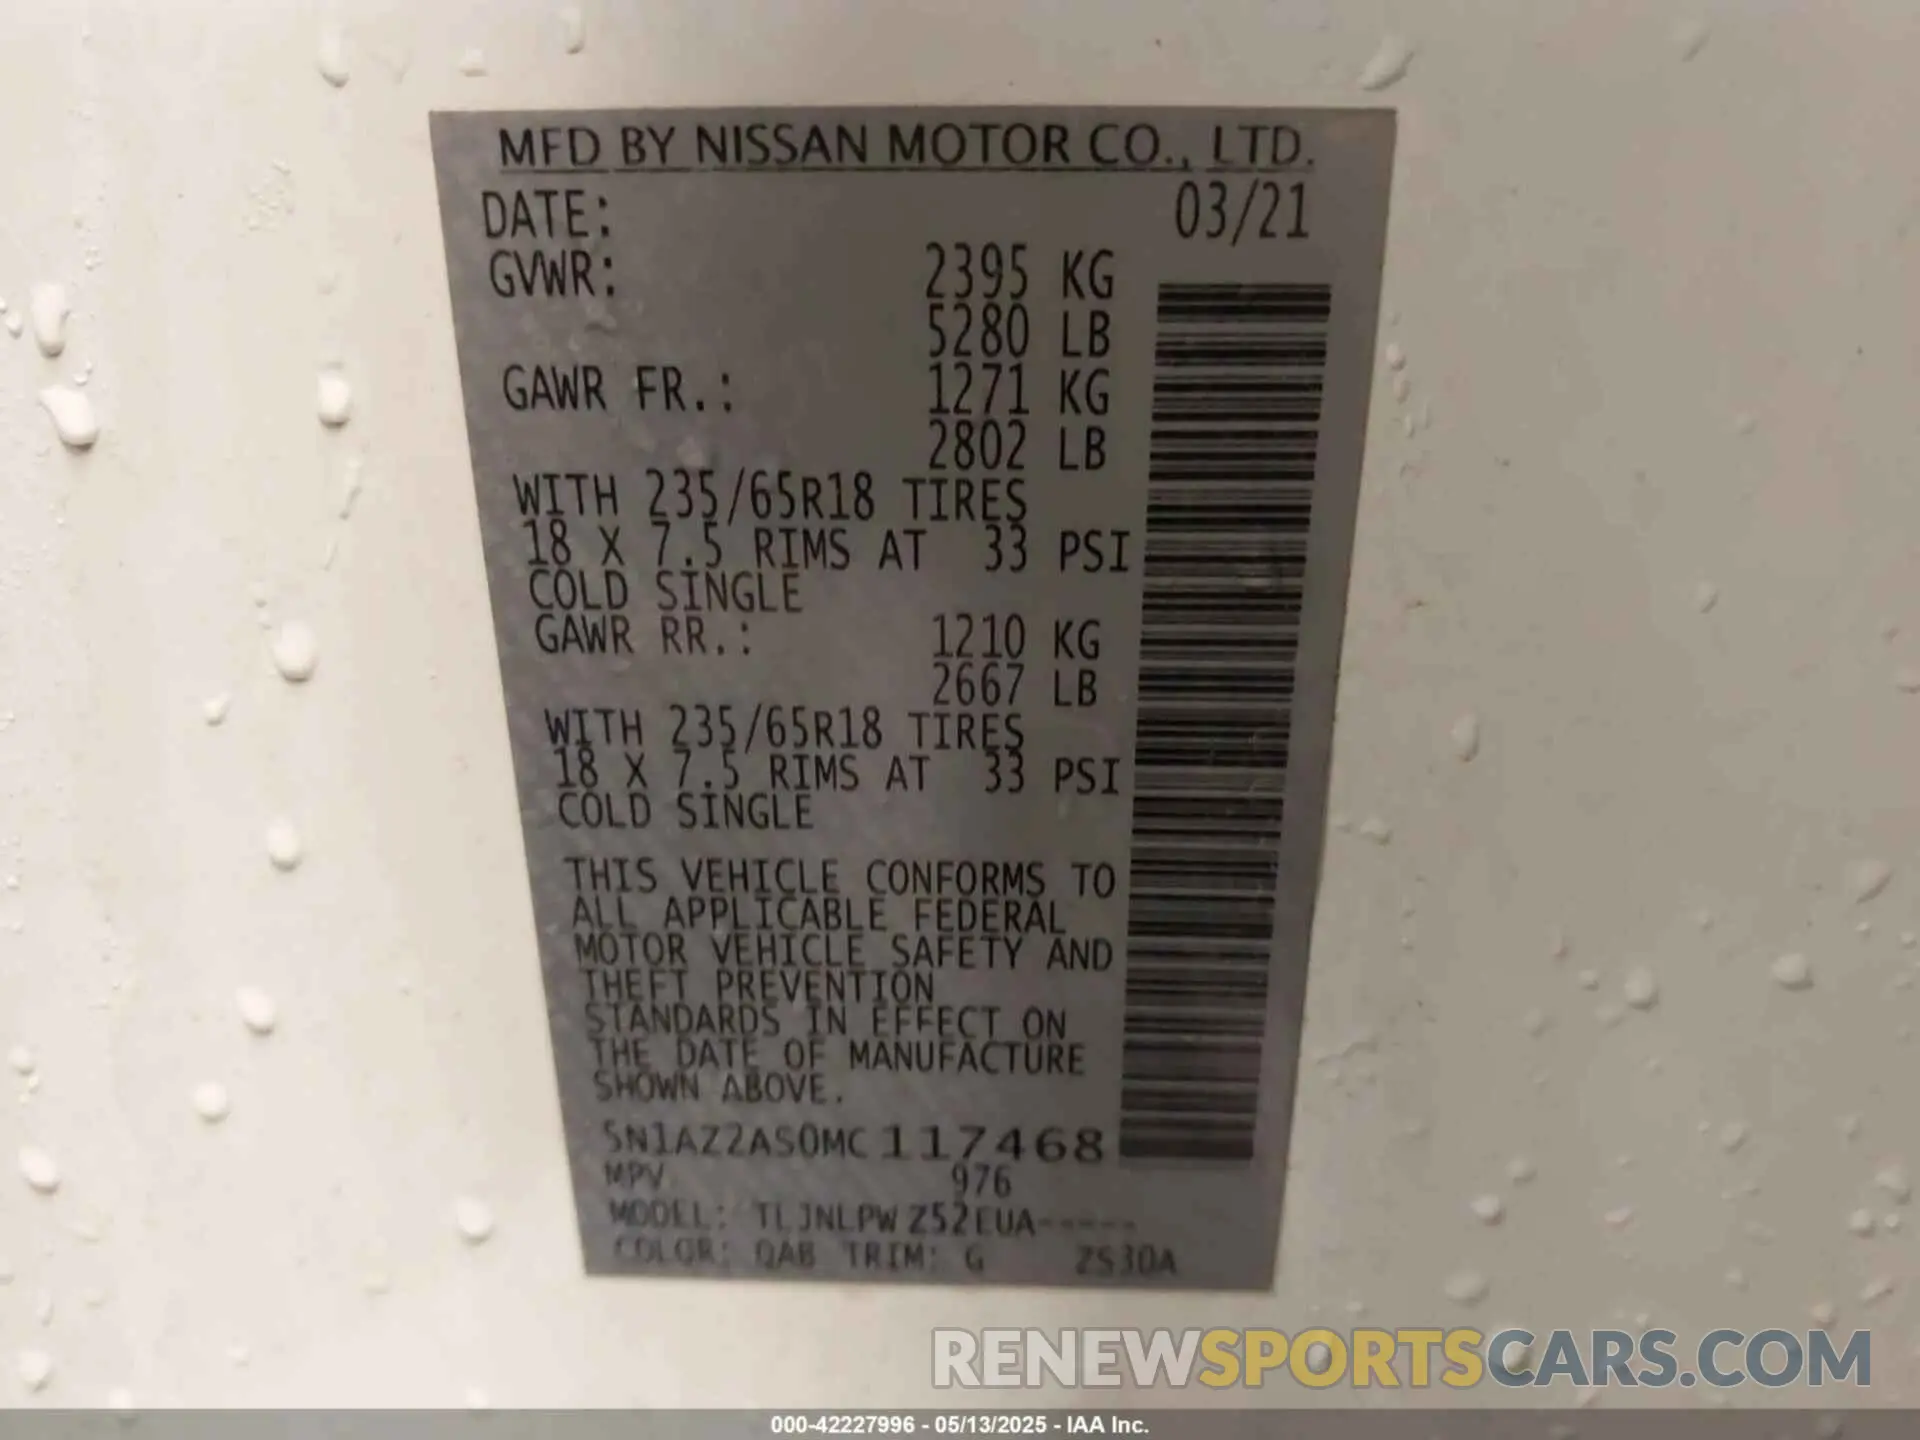 MFD BY NISSAN MOTOR CO., LTD.
DATE: 03/21
GVWR: 2395 KG
5280 LB
GAWR FR.: 1271 KG
2802 LB
WITH 235/65R18 TIRES
18 X 7.5 RIMS AT 33 PSI
COLD SINGLE
GAWR RR.: 1210 KG
2667 LB
WITH 235/65R18 TIRES
18 X 7.5 RIMS AT 33 PSI
COLD SINGLE
THIS VEHICLE CONFORMS TO
ALL APPLICABLE FEDERAL
MOTOR VEHICLE SAFETY AND
THEFT PREVENTION
STANDARDS IN EFFECT ON
THE DATE OF MANUFACTURE
SHOWN ABOVE.
5N1AZ2AS0MC117468
MPV 976
MODEL: TLJNLPWZ52EUA-----
COLOR: QAB TRIM: G ZS30A
RENEWSPORTSCARS.COM
000-42227996 - 05/13/2025 - IAA Inc.